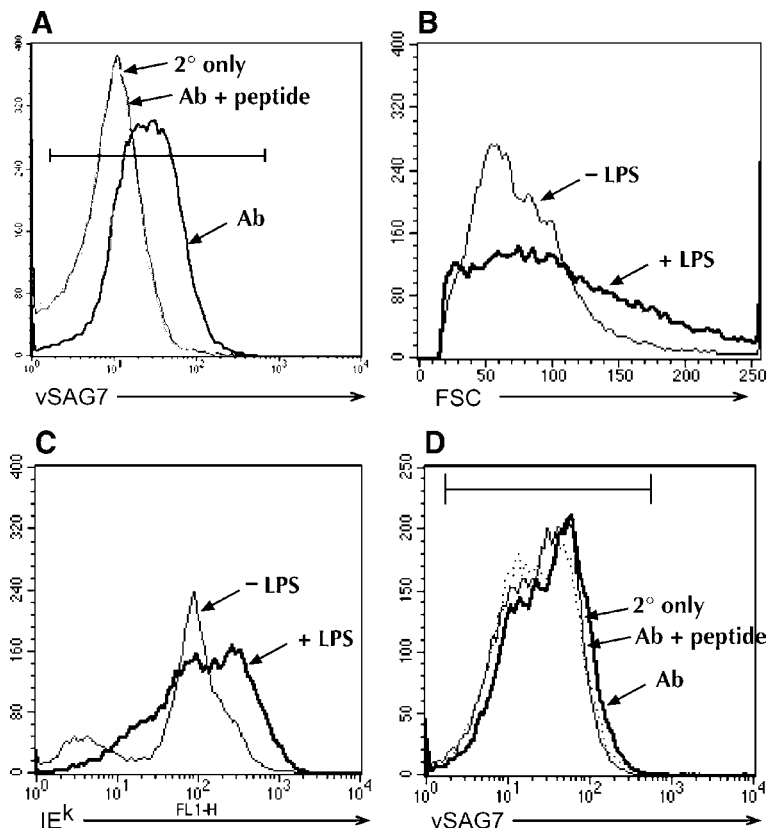 A
400
320
240
160
80
0
2° only
Ab + peptide
Ab
10⁰ 10¹ 10² 10³ 10⁴
vSAG7
B
400
320
240
160
80
0
− LPS
+ LPS
0 50 100 150 200 250
FSC
C
400
320
240
160
80
0
− LPS
+ LPS
10⁰ 10¹ 10² 10³ 10⁴
FL1-H
IEᵏ
D
250
200
150
100
50
0
2° only
Ab + peptide
Ab
10⁰ 10¹ 10² 10³ 10⁴
vSAG7